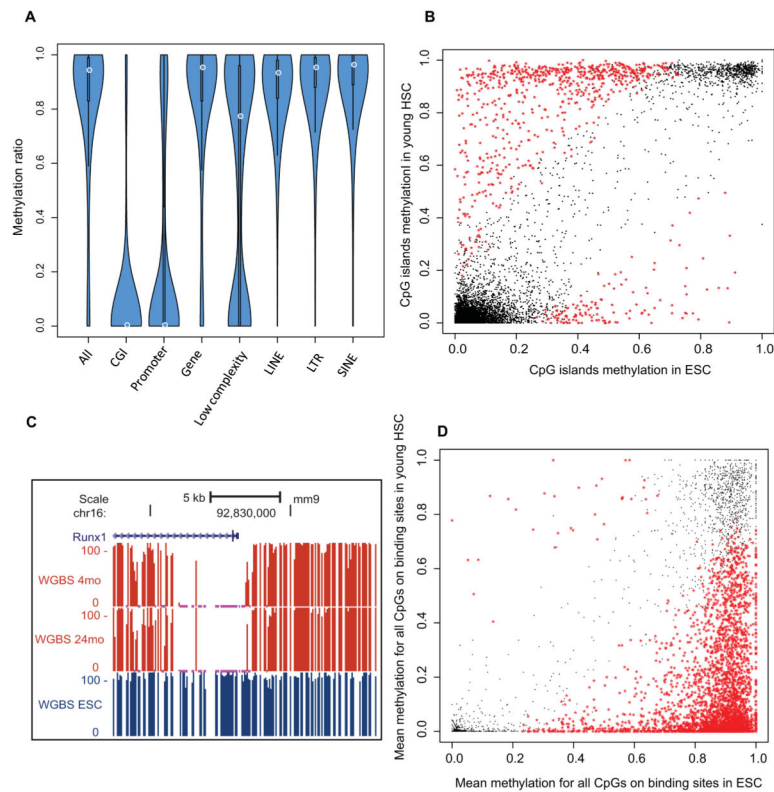 A
Methylation ratio
1.0
0.8
0.6
0.4
0.2
0.0
All
CGI
Promoter
Gene
Low complexity
LINE
LTR
SINE
B
CpG islands methylationl in young HSC
1.0
0.8
0.6
0.4
0.2
0.0
0.0 0.2 0.4 0.6 0.8 1.0
CpG islands methylation in ESC
C
Scale 5 kb mm9
chr16: 92,830,000
Runx1
100 -
WGBS 4mo
0
100 -
WGBS 24mo
0
100 -
WGBS ESC
0
D
Mean methylation for all CpGs on binding sites in young HSC
1.0
0.8
0.6
0.4
0.2
0.0
0.0 0.2 0.4 0.6 0.8 1.0
Mean methylation for all CpGs on binding sites in ESC